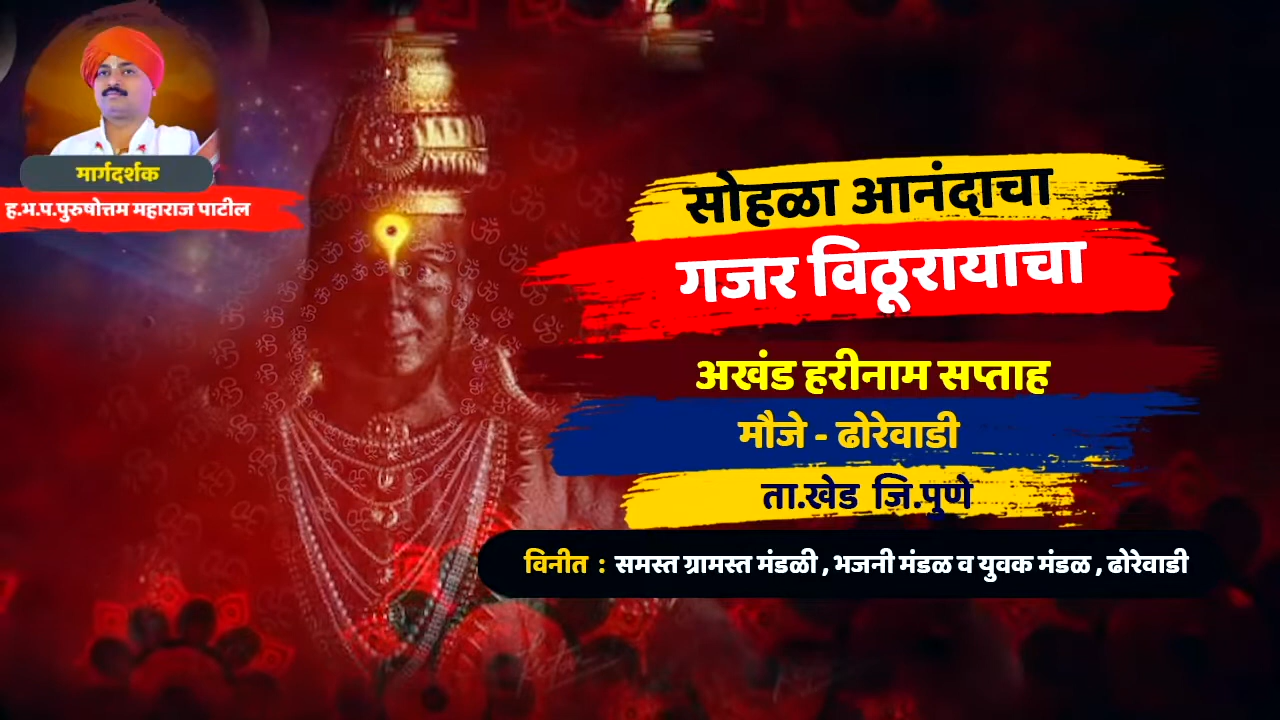 मार्गदर्शक
ह.भ.प.पुरुषोत्तम महाराज पाटील
सोहळा आनंदाचा
गजर विठूरायाचा
अखंड हरीनाम सप्ताह
मौजे - ढोरेवाडी
ता.खेड जि.पुणे
विनीत : समस्त ग्रामस्त मंडळी , भजनी मंडळ व युवक मंडळ , ढोरेवाडी